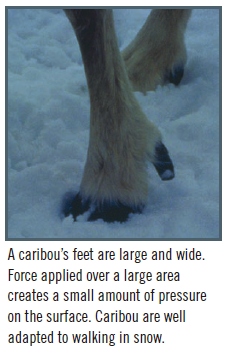 A caribou's feet are large and wide.
Force applied over a large area
creates a small amount of pressure
on the surface. Caribou are well
adapted to walking in snow.